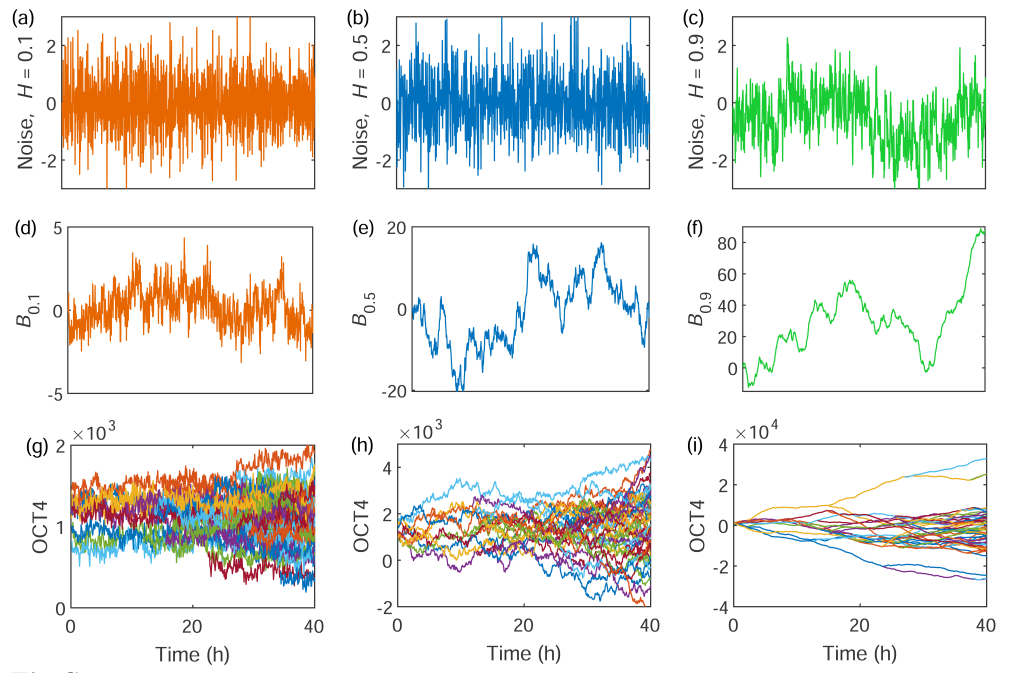 (a) (b) (c)
Noise, H = 0.1
2
0
-2
Noise, H = 0.5
2
0
-2
Noise, H = 0.9
2
0
-2
(d) (e) (f)
B0.1
5
0
-5
B0.5
20
0
-20
B0.9
80
60
40
20
0
(g) (h) (i)
×10³ ×10³ ×10⁴
OCT4
2
1
0
OCT4
4
2
0
-2
OCT4
4
2
0
-2
-4
0 20 40 0 20 40 0 20 40
Time (h) Time (h) Time (h)